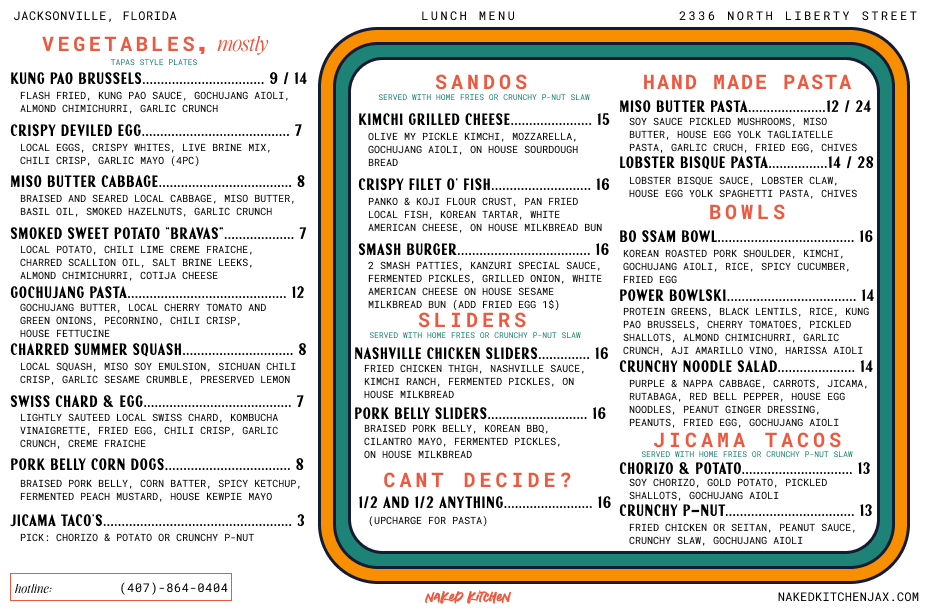 JACKSONVILLE, FLORIDA
LUNCH MENU
2336 NORTH LIBERTY STREET
VEGETABLES, mostly
TAPAS STYLE PLATES
KUNG PAO BRUSSELS............................. 9 / 14
FLASH FRIED, KUNG PAO SAUCE, GOCHUJANG AIOLI,
ALMOND CHIMICHURRI, GARLIC CRUNCH
CRISPY DEVILED EGG................................... 7
LOCAL EGGS, CRISPY WHITES, LIVE BRINE MIX,
CHILI CRISP, GARLIC MAYO (4PC)
MISO BUTTER CABBAGE................................ 8
BRAISED AND SEARED LOCAL CABBAGE, MISO BUTTER,
BASIL OIL, SMOKED HAZELNUTS, GARLIC CRUNCH
SMOKED SWEET POTATO "BRAVAS".................. 7
LOCAL POTATO, CHILI LIME CREME FRAICHE,
CHARRED SCALLION OIL, SALT BRINE LEEKS,
ALMOND CHIMICHURRI, COTIJA CHEESE
GOCHUJANG PASTA....................................... 12
GOCHUJANG BUTTER, LOCAL CHERRY TOMATO AND
GREEN ONIONS, PECORNINO, CHILI CRISP,
HOUSE FETTUCINE
CHARRED SUMMER SQUASH........................... 8
LOCAL SQUASH, MISO SOY EMULSION, SICHUAN CHILI
CRISP, GARLIC SESAME CRUMBLE, PRESERVED LEMON
SWISS CHARD & EGG.................................... 7
LIGHTLY SAUTEED LOCAL SWISS CHARD, KOMBUCHA
VINAIGRETTE, FRIED EGG, CHILI CRISP, GARLIC
CRUNCH, CREME FRAICHE
PORK BELLY CORN DOGS............................... 8
BRAISED PORK BELLY, CORN BATTER, SPICY KETCHUP,
FERMENTED PEACH MUSTARD, HOUSE KEWPIE MAYO
JICAMA TACO'S............................................. 3
PICK: CHORIZO & POTATO OR CRUNCHY P-NUT
hotline: (407)-864-0404
SANDOS
SERVED WITH HOME FRIES OR CRUNCHY P-NUT SLAW
KIMCHI GRILLED CHEESE.................... 15
OLIVE MY PICKLE KIMCHI, MOZZARELLA,
GOCHUJANG AIOLI, ON HOUSE SOURDOUGH
BREAD
CRISPY FILET O' FISH......................... 16
PANKO & KOJI FLOUR CRUST, PAN FRIED
LOCAL FISH, KOREAN TARTAR, WHITE
AMERICAN CHEESE, ON HOUSE MILKBREAD BUN
SMASH BURGER................................. 16
2 SMASH PATTIES, KANZURI SPECIAL SAUCE,
FERMENTED PICKLES, GRILLED ONION, WHITE
AMERICAN CHEESE ON HOUSE SESAME
MILKBREAD BUN (ADD FRIED EGG 1$)
SLIDERS
SERVED WITH HOME FRIES OR CRUNCHY P-NUT SLAW
NASHVILLE CHICKEN SLIDERS................... 16
FRIED CHICKEN THIGH, NASHVILLE SAUCE,
KIMCHI RANCH, FERMENTED PICKLES, ON
HOUSE MILKBREAD
PORK BELLY SLIDERS........................ 16
BRAISED PORK BELLY, KOREAN BBQ,
CILANTRO MAYO, FERMENTED PICKLES,
ON HOUSE MILKBREAD
CANT DECIDE?
1/2 AND 1/2 ANYTHING.......................... 16
(UPCHARGE FOR PASTA)
HAND MADE PASTA
MISO BUTTER PASTA...................12 / 24
SOY SAUCE PICKLED MUSHROOMS, MISO
BUTTER, HOUSE EGG YOLK TAGLIATELLE
PASTA, GARLIC CRUCH, FRIED EGG, CHIVES
LOBSTER BISQUE PASTA..............14 / 28
LOBSTER BISQUE SAUCE, LOBSTER CLAW,
HOUSE EGG YOLK SPAGHETTI PASTA, CHIVES
BOWLS
BO SSAM BOWL................................. 16
KOREAN ROASTED PORK SHOULDER, KIMCHI,
GOCHUJANG AIOLI, RICE, SPICY CUCUMBER,
FRIED EGG
POWER BOWLSKI................................ 14
PROTEIN GREENS, BLACK LENTILS, RICE, KUNG
PAO BRUSSELS, CHERRY TOMATOES, PICKLED
SHALLOTS, ALMOND CHIMICHURRI, GARLIC
CRUNCH, AJI AMARILLO VINO, HARISSA AIOLI
CRUNCHY NOODLE SALAD................... 14
PURPLE & NAPPA CABBAGE, CARROTS, JICAMA,
RUTABAGA, RED BELL PEPPER, HOUSE EGG
NOODLES, PEANUT GINGER DRESSING,
PEANUTS, FRIED EGG, GOCHUJANG AIOLI
JICAMA TACOS
SERVED WITH HOME FRIES OR CRUNCHY P-NUT SLAW
CHORIZO & POTATO........................... 13
SOY CHORIZO, GOLD POTATO, PICKLED
SHALLOTS, GOCHUJANG AIOLI
CRUNCHY P-NUT................................ 13
FRIED CHICKEN OR SEITAN, PEANUT SAUCE,
CRUNCHY SLAW, GOCHUJANG AIOLI
NAKED KITCHEN
NAKEDKITCHENJAX.COM